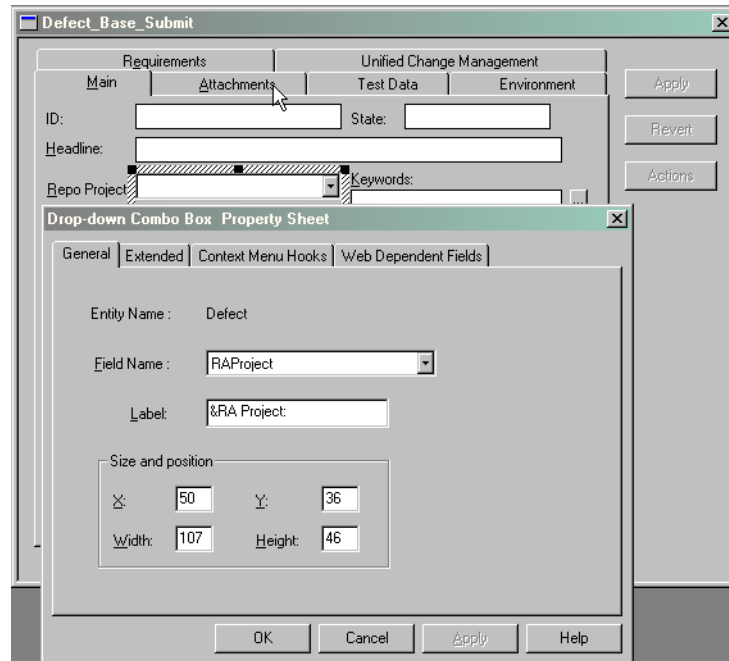 Defect_Base_Submit
Requirements Unified Change Management
Main Attachments Test Data Environment
Apply
ID: State:
Revert
Headline:
Actions
Repo Project Keywords:
...
Drop-down Combo Box Property Sheet
General Extended Context Menu Hooks Web Dependent Fields
Entity Name : Defect
Field Name : RAProject
Label: &RA Project:
Size and position
X: 50 Y: 36
Width: 107 Height: 46
OK Cancel Apply Help